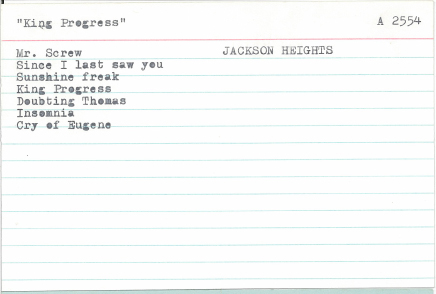 "King Progress" A 2554
Mr. Screw JACKSON HEIGHTS
Since I last saw you
Sunshine freak
King Progress
Doubting Thomas
Insomnia
Cry of Eugene